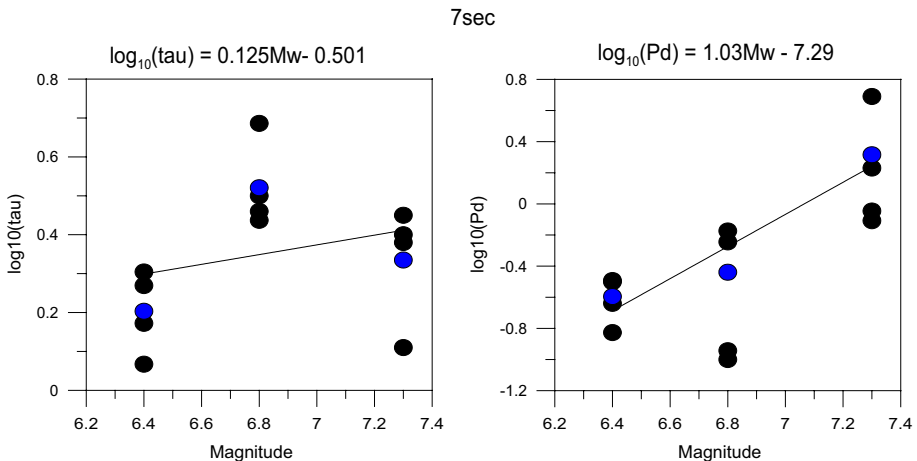 7sec
log10(tau) = 0.125Mw- 0.501
log10(Pd) = 1.03Mw - 7.29
0.8
0.6
0.4
0.2
0
log10(tau)
6.2 6.4 6.6 6.8 7 7.2 7.4
Magnitude
0.8
0.4
0
-0.4
-0.8
-1.2
log10(Pd)
6.2 6.4 6.6 6.8 7 7.2 7.4
Magnitude